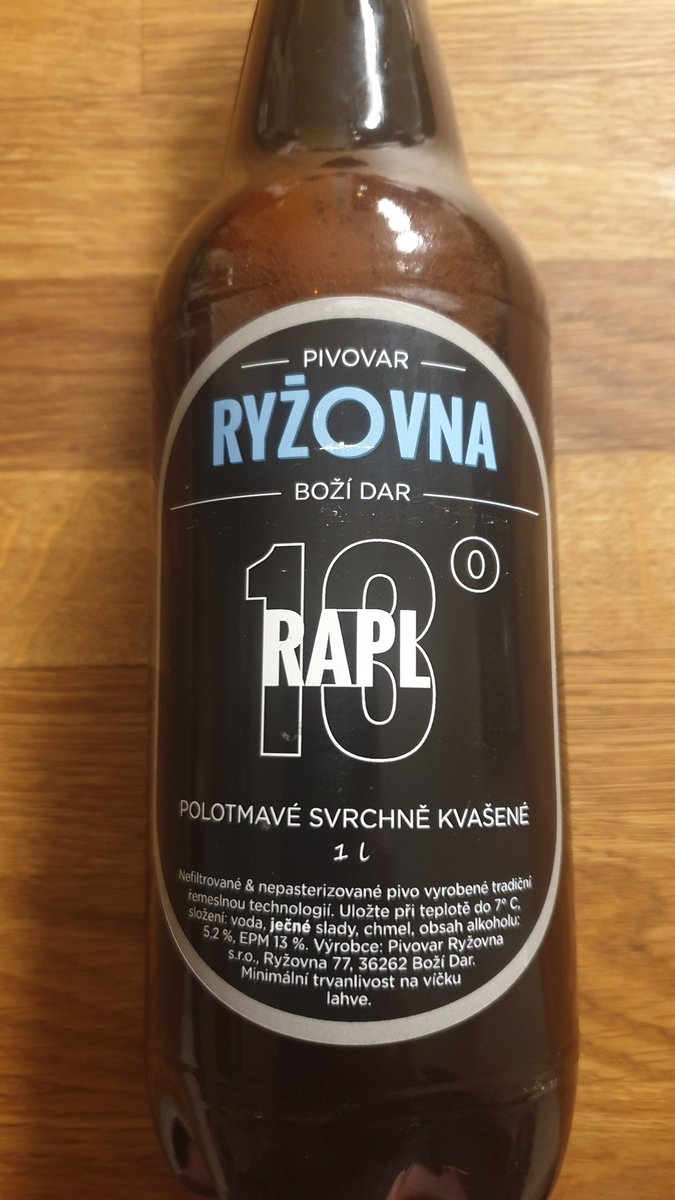 PIVOVAR
RYŽOVNA
BOŽÍ DAR
13°
RAPL
POLOTMAVÉ SVRCHNĚ KVAŠENÉ
1 l
Nefiltrované & nepasterizované pivo vyrobené tradiční
řemeslnou technologií. Uložte při teplotě do 7° C,
složení: voda, ječné slady, chmel, obsah alkoholu:
5,2 %, EPM 13 %. Výrobce: Pivovar Ryžovna
s.r.o., Ryžovna 77, 36262 Boží Dar.
Minimální trvanlivost na víčku
lahve.